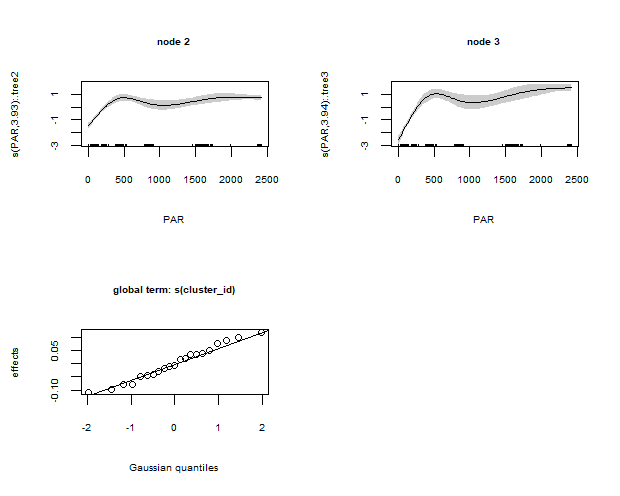 node 2
s(PAR,3.93):.tree2
1
-1
-3
0 500 1000 1500 2000 2500
PAR
node 3
s(PAR,3.94):.tree3
1
-1
-3
0 500 1000 1500 2000 2500
PAR
global term: s(cluster_id)
effects
0.05
-0.10
-2 -1 0 1 2
Gaussian quantiles